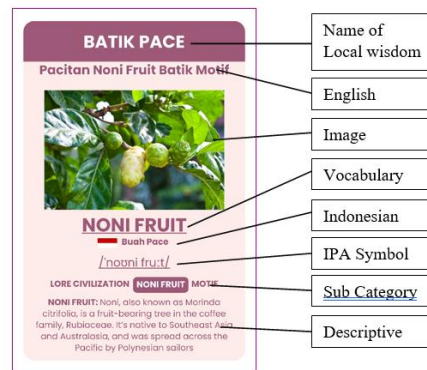 BATIK PACE
Pacitan Noni Fruit Batik Motif
NONI FRUIT
Buah Pace
/ˈnoʊni fruːt/
LORE CIVILIZATION NONI FRUIT MOTIF
NONI FRUIT: Noni, also known as Morinda
citrifolia, is a fruit-bearing tree in the coffee
family, Rubiaceae. It's native to Southeast Asia
and Australasia, and was spread across the
Pacific by Polynesian sailors
Name of
Local wisdom
English
Image
Vocabulary
Indonesian
IPA Symbol
Sub Category
Descriptive